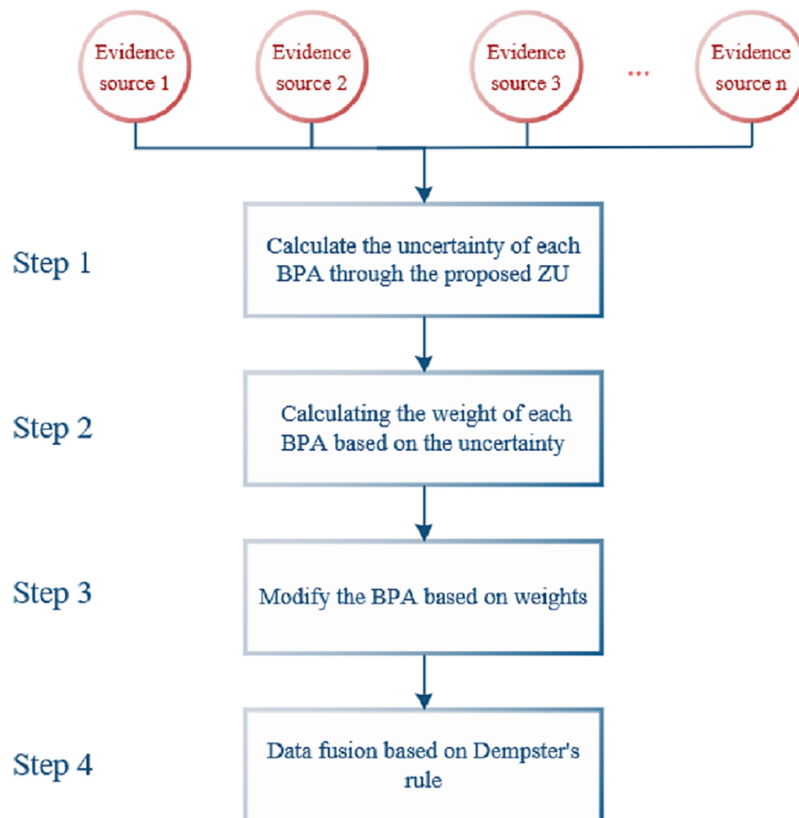 Evidence
source 1
Evidence
source 2
Evidence
source 3
...
Evidence
source n
Step 1
Calculate the uncertainty of each
BPA through the proposed ZU
Step 2
Calculating the weight of each
BPA based on the uncertainty
Step 3
Modify the BPA based on weights
Step 4
Data fusion based on Dempster's
rule